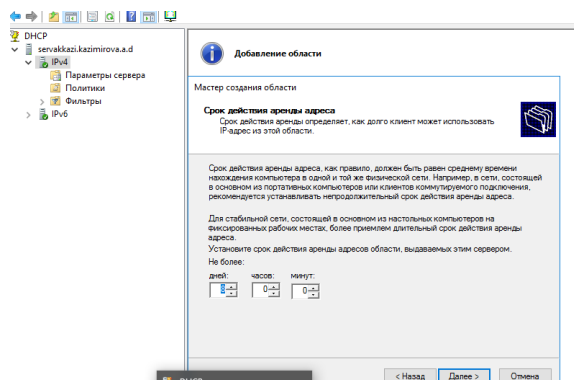 DHCP
servakkazi.kazimirova.a.d
IPv4
Параметры сервера
Политики
Фильтры
IPv6
Добавление области
Мастер создания области
Срок действия аренды адреса
Срок действия аренды определяет, как долго клиент может использовать
IP-адрес из этой области.
Срок действия аренды адреса, как правило, должен быть равен среднему времени
нахождения компьютера в одной и той же физической сети. Например, в сети, состоящей
в основном из портативных компьютеров или клиентов коммутируемого подключения,
рекомендуется устанавливать непродолжительный срок действия аренды адреса.
Для стабильной сети, состоящей в основном из настольных компьютеров на
фиксированных рабочих местах, более приемлем длительный срок действия аренды
адреса.
Установите срок действия аренды адресов области, выдаваемых этим сервером.
Не более:
дней: часов: минут:
8 0 0
< Назад Далее > Отмена